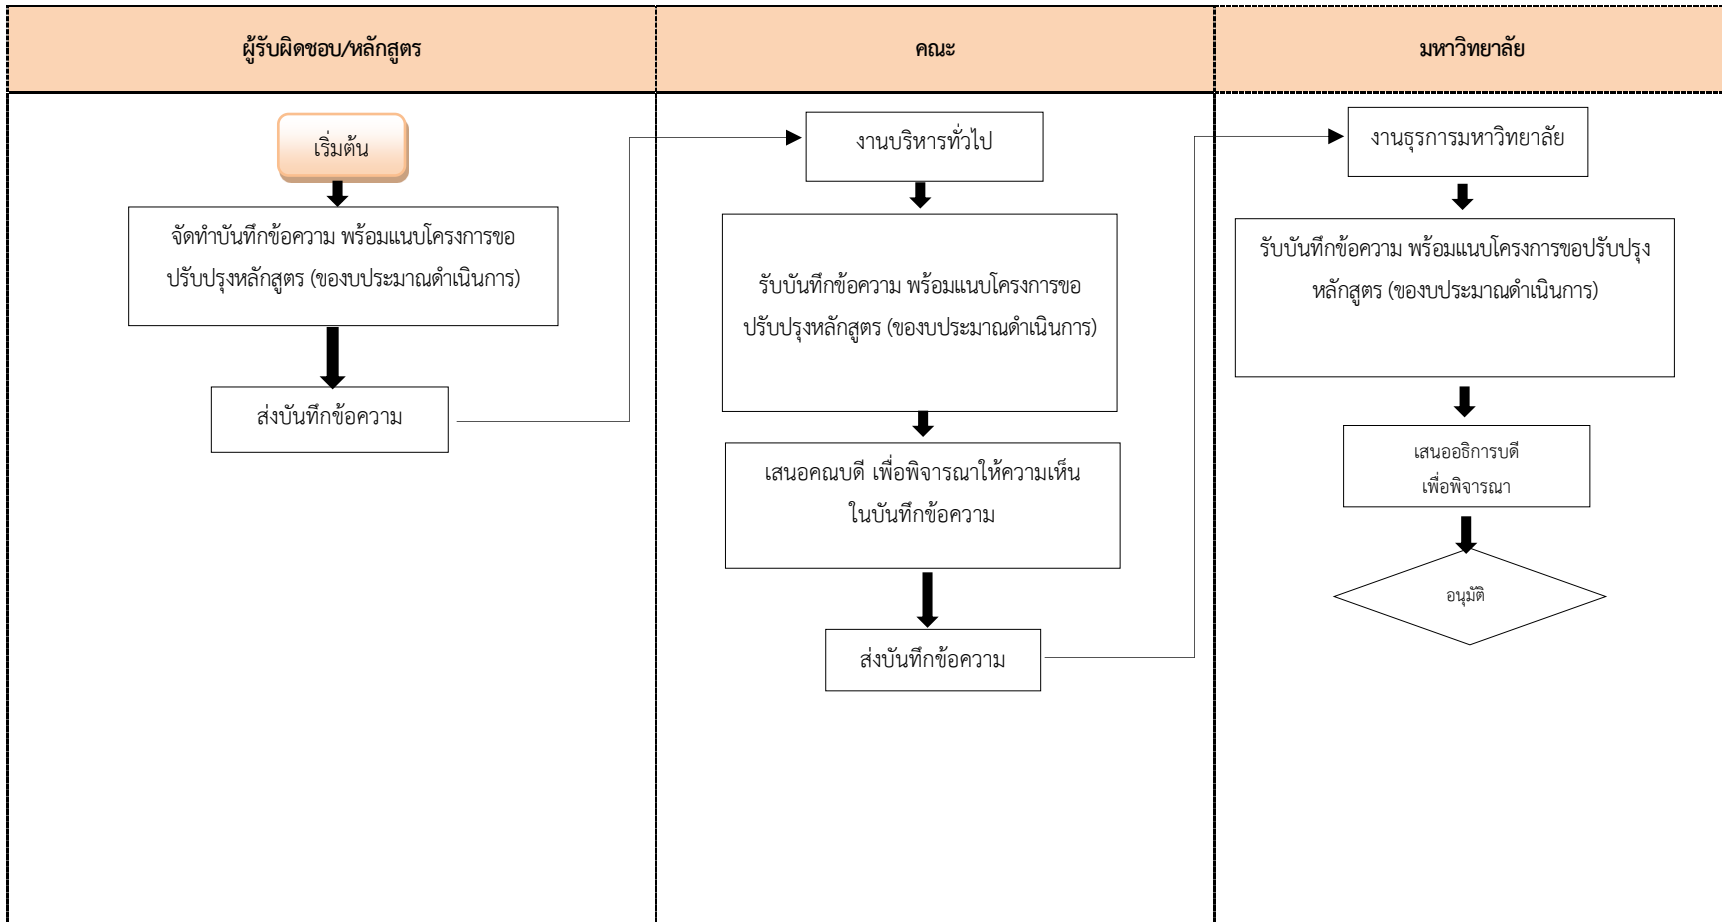 ผู้รับผิดชอบ/หลักสูตร
คณะ
มหาวิทยาลัย
เริ่มต้น
จัดทำบันทึกข้อความ พร้อมแนบโครงการขอ
ปรับปรุงหลักสูตร (ของบประมาณดำเนินการ)
ส่งบันทึกข้อความ
งานบริหารทั่วไป
รับบันทึกข้อความ พร้อมแนบโครงการขอ
ปรับปรุงหลักสูตร (ของบประมาณดำเนินการ)
เสนอคณบดี เพื่อพิจารณาให้ความเห็น
ในบันทึกข้อความ
ส่งบันทึกข้อความ
งานธุรการมหาวิทยาลัย
รับบันทึกข้อความ พร้อมแนบโครงการขอปรับปรุง
หลักสูตร (ของบประมาณดำเนินการ)
เสนออธิการบดี
เพื่อพิจารณา
อนุมัติ